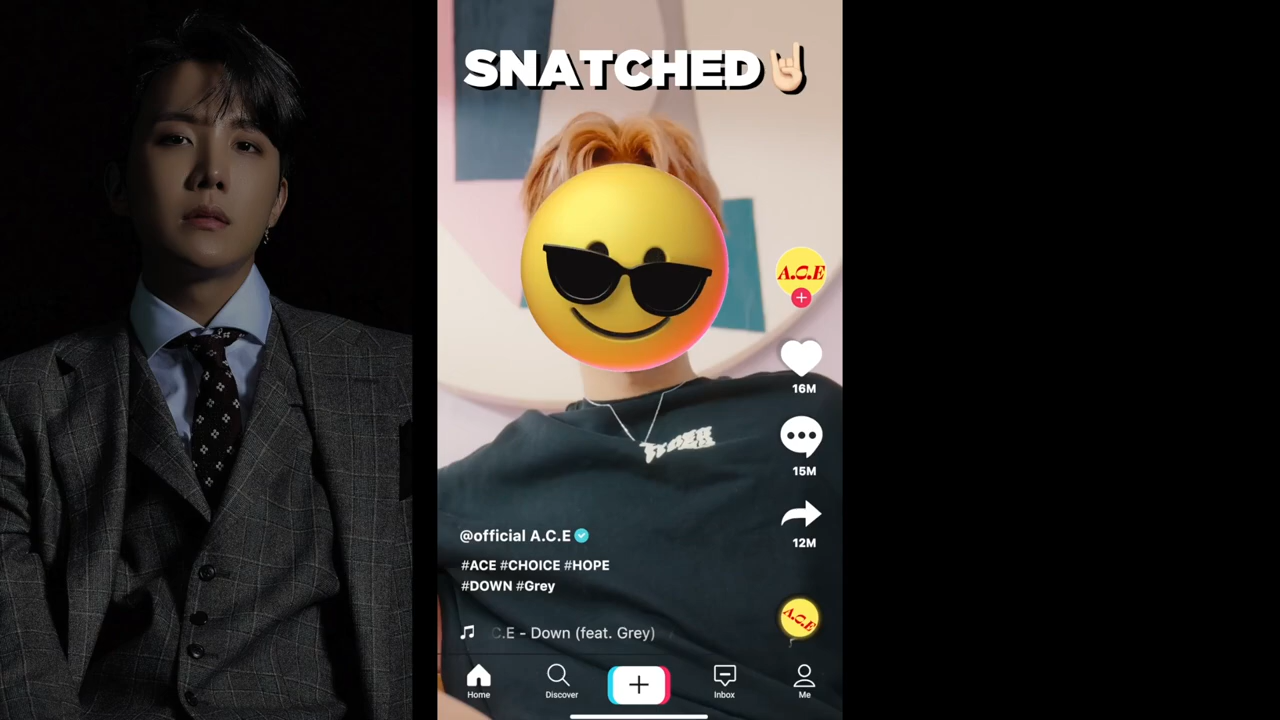 SNATCHED🤘🏻
A.C.E
16M
15M
12M
@official A.C.E
#ACE #CHOICE #HOPE
#DOWN #Grey
C.E - Down (feat. Grey)
A.C.E
Home
Discover
Inbox
Me